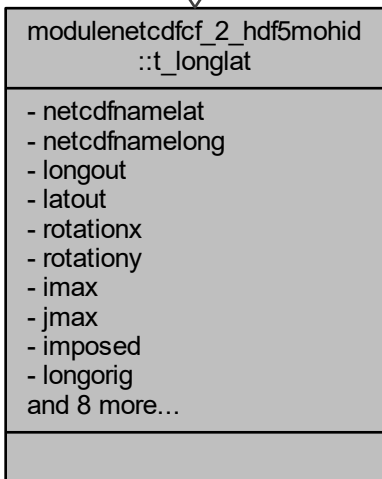 modulenetcdfcf_2_hdf5mohid
::t_longlat
- netcdfnamelat
- netcdfnamelong
- longout
- latout
- rotationx
- rotationy
- imax
- jmax
- imposed
- longorig
and 8 more...